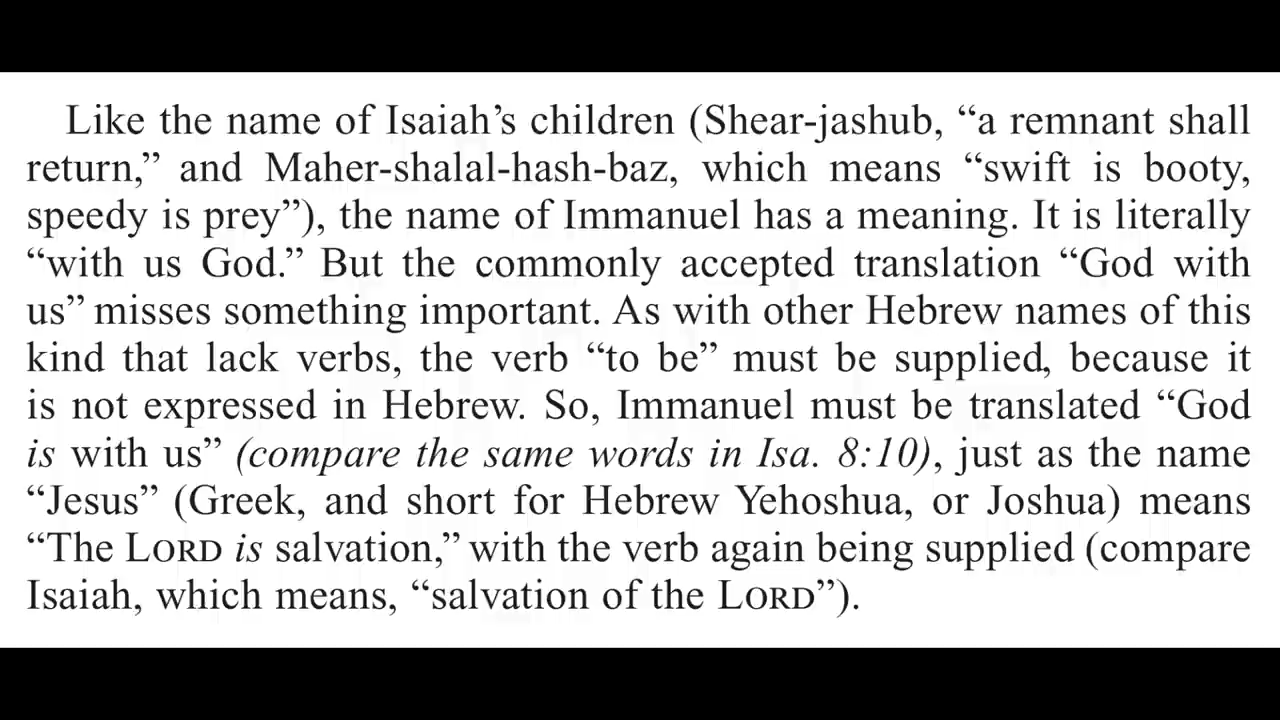 Like the name of Isaiah’s children (Shear-jashub, “a remnant shall
return,” and Maher-shalal-hash-baz, which means “swift is booty,
speedy is prey”), the name of Immanuel has a meaning. It is literally
“with us God.” But the commonly accepted translation “God with
us” misses something important. As with other Hebrew names of this
kind that lack verbs, the verb “to be” must be supplied, because it
is not expressed in Hebrew. So, Immanuel must be translated “God
is with us” (compare the same words in Isa. 8:10), just as the name
“Jesus” (Greek, and short for Hebrew Yehoshua, or Joshua) means
“The LORD is salvation,” with the verb again being supplied (compare
Isaiah, which means, “salvation of the LORD”).